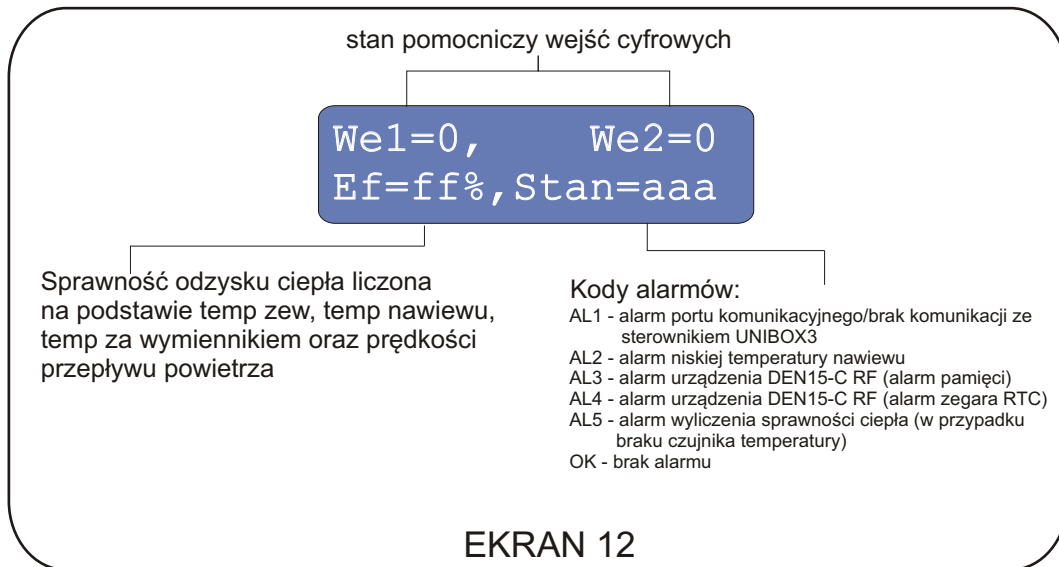 stan pomocniczy wejść cyfrowych
We1=0, We2=0
Ef=ff%,Stan=aaa
Sprawność odzysku ciepła liczona
na podstawie temp zew, temp nawiewu,
temp za wymiennikiem oraz prędkości
przepływu powietrza
Kody alarmów:
AL1 - alarm portu komunikacyjnego/brak komunikacji ze
sterownikiem UNIBOX3
AL2 - alarm niskiej temperatury nawiewu
AL3 - alarm urządzenia DEN15-C RF (alarm pamięci)
AL4 - alarm urządzenia DEN15-C RF (alarm zegara RTC)
AL5 - alarm wyliczenia sprawności ciepła (w przypadku
braku czujnika temperatury)
OK - brak alarmu
EKRAN 12